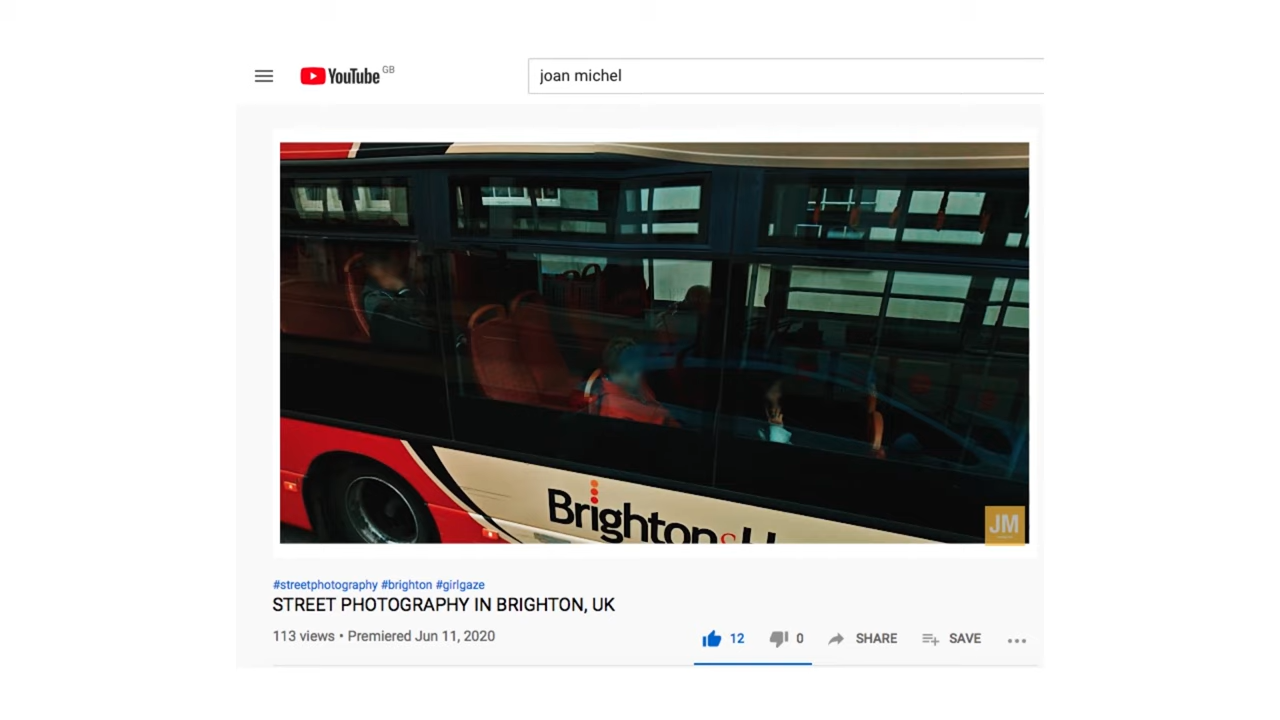 YouTube GB
joan michel
Brighton &
JM
#streetphotography #brighton #girlgaze
STREET PHOTOGRAPHY IN BRIGHTON, UK
113 views • Premiered Jun 11, 2020
12 0 SHARE SAVE